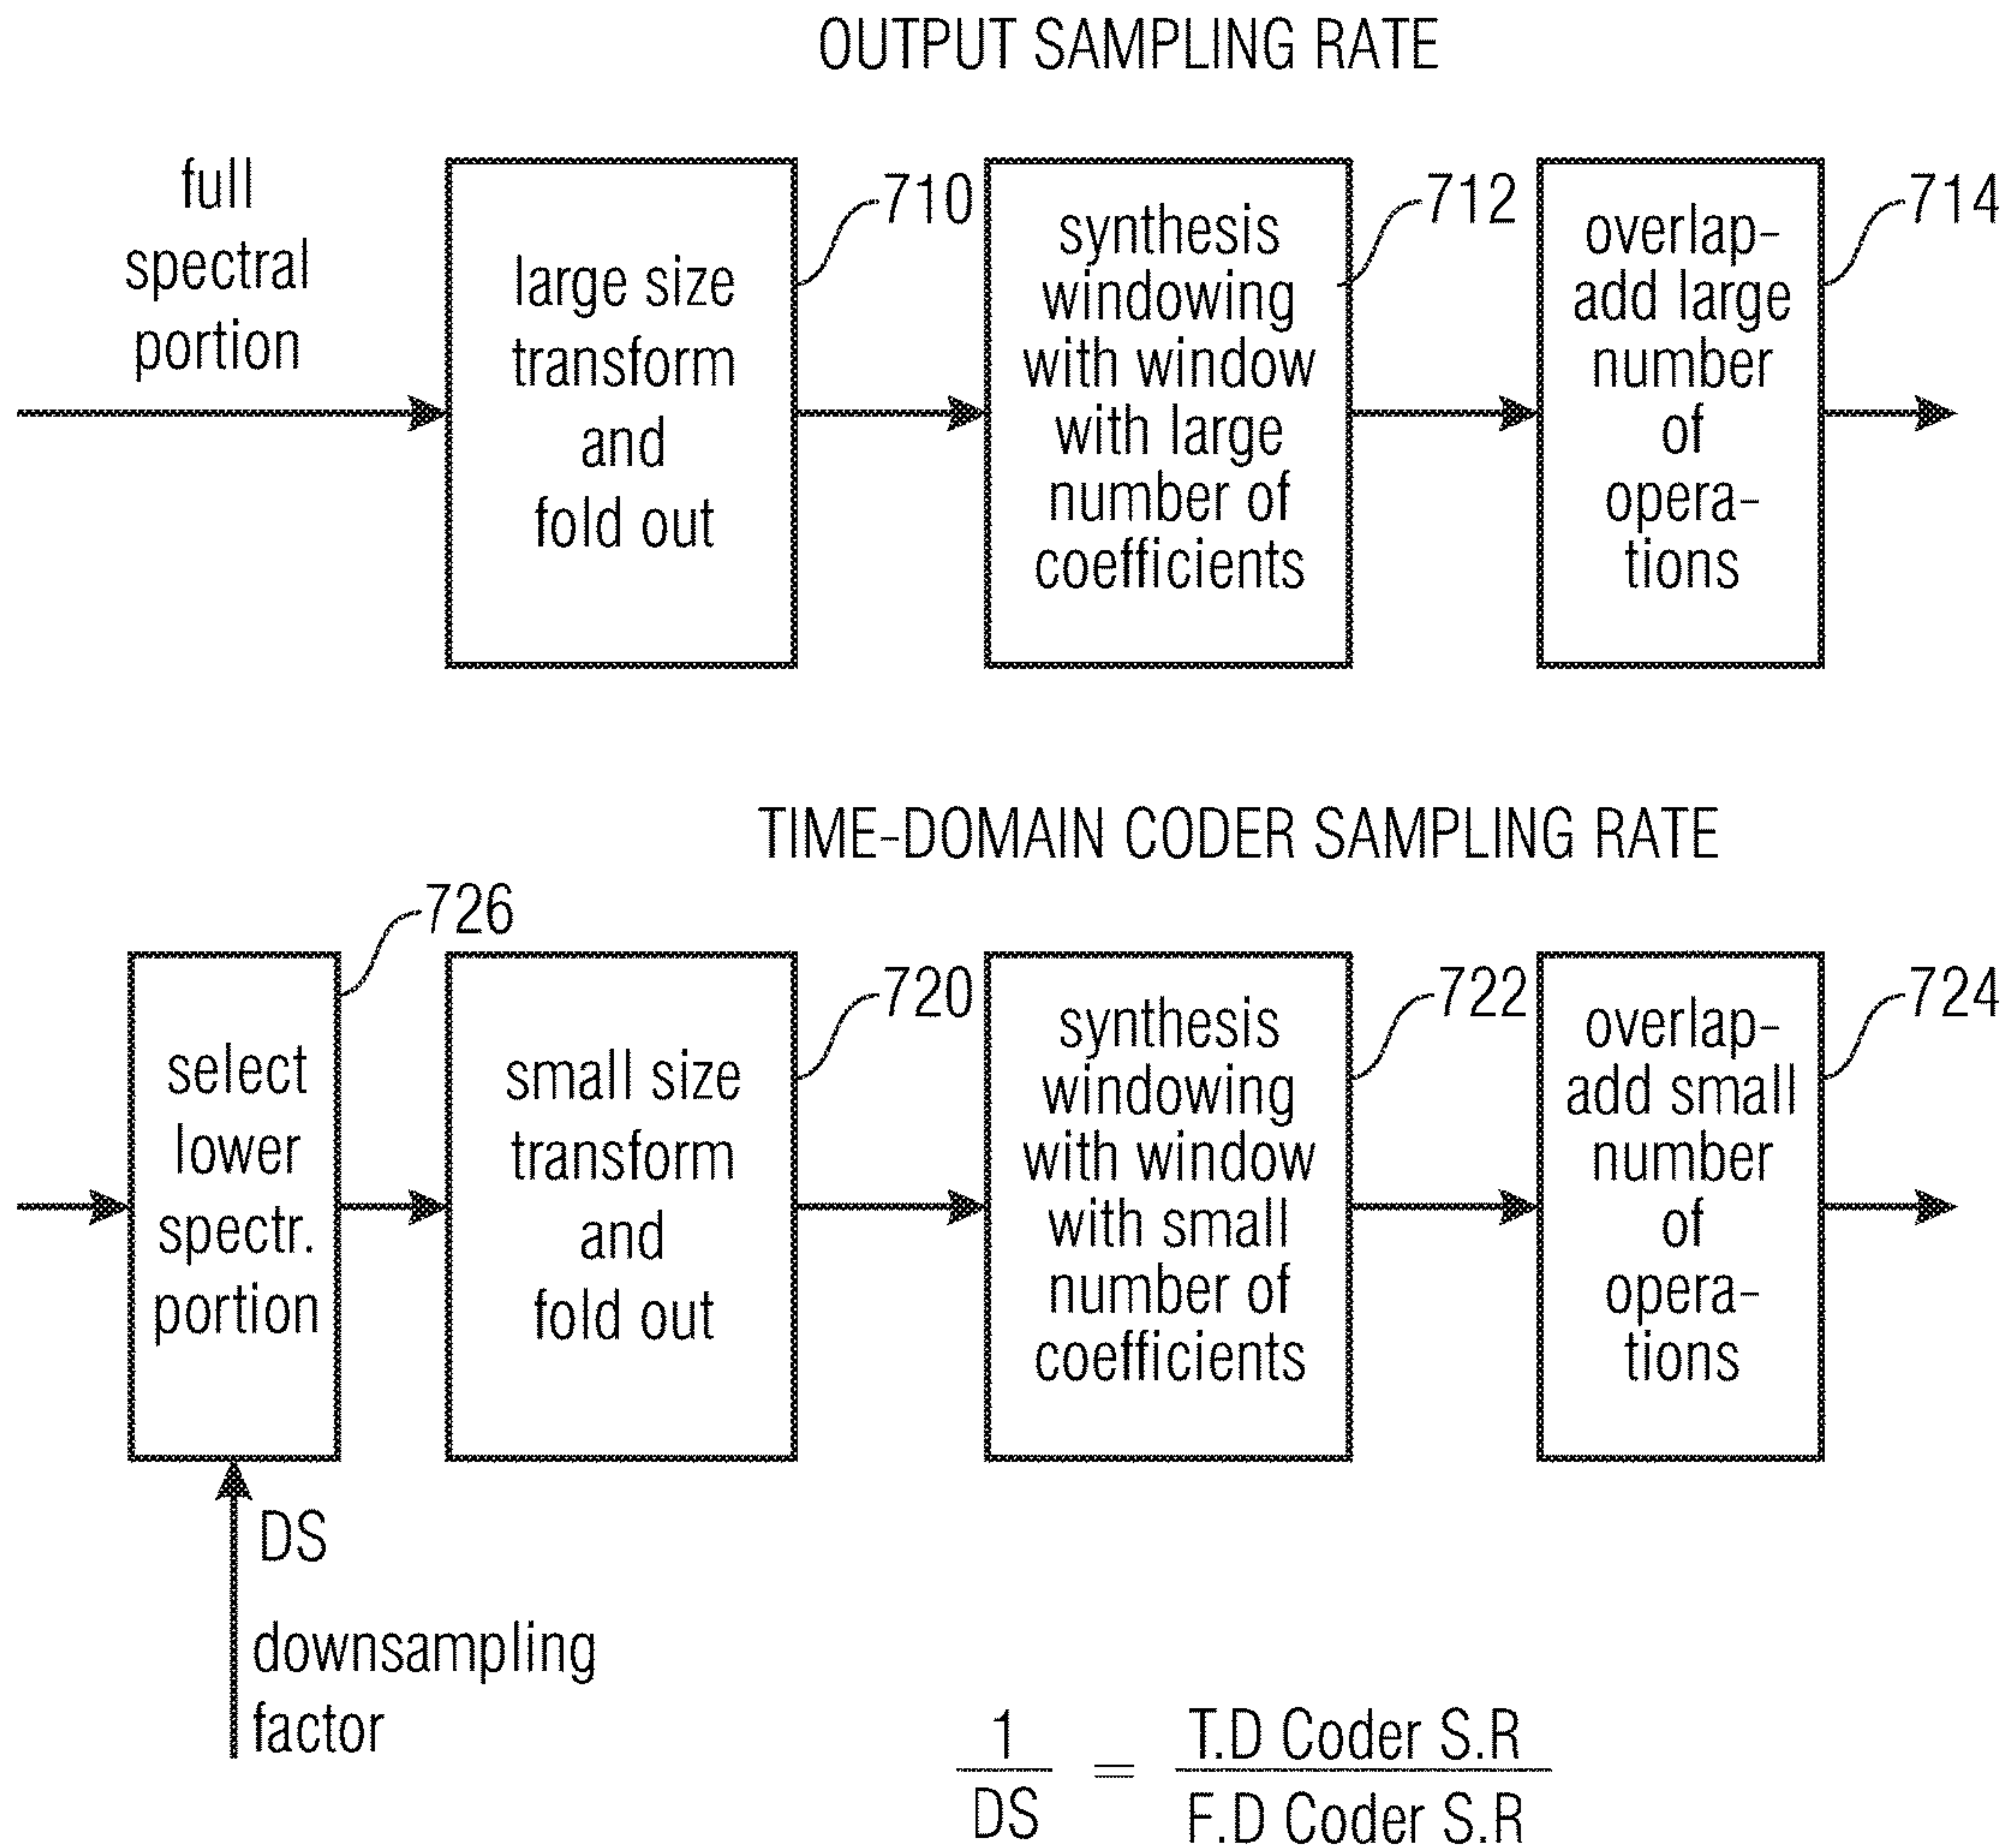 OUTPUT SAMPLING RATE
full
spectral
portion
large size
transform
and
fold out
710
synthesis
windowing
with window
with large
number of
coefficients
712
overlap-
add large
number
of
opera-
tions
714
TIME-DOMAIN CODER SAMPLING RATE
select
lower
spectr.
portion
726
small size
transform
and
fold out
720
synthesis
windowing
with window
with small
number of
coefficients
722
overlap-
add small
number
of
opera-
tions
724
DS
downsampling
factor
1
DS
=
T.D Coder S.R
F.D Coder S.R